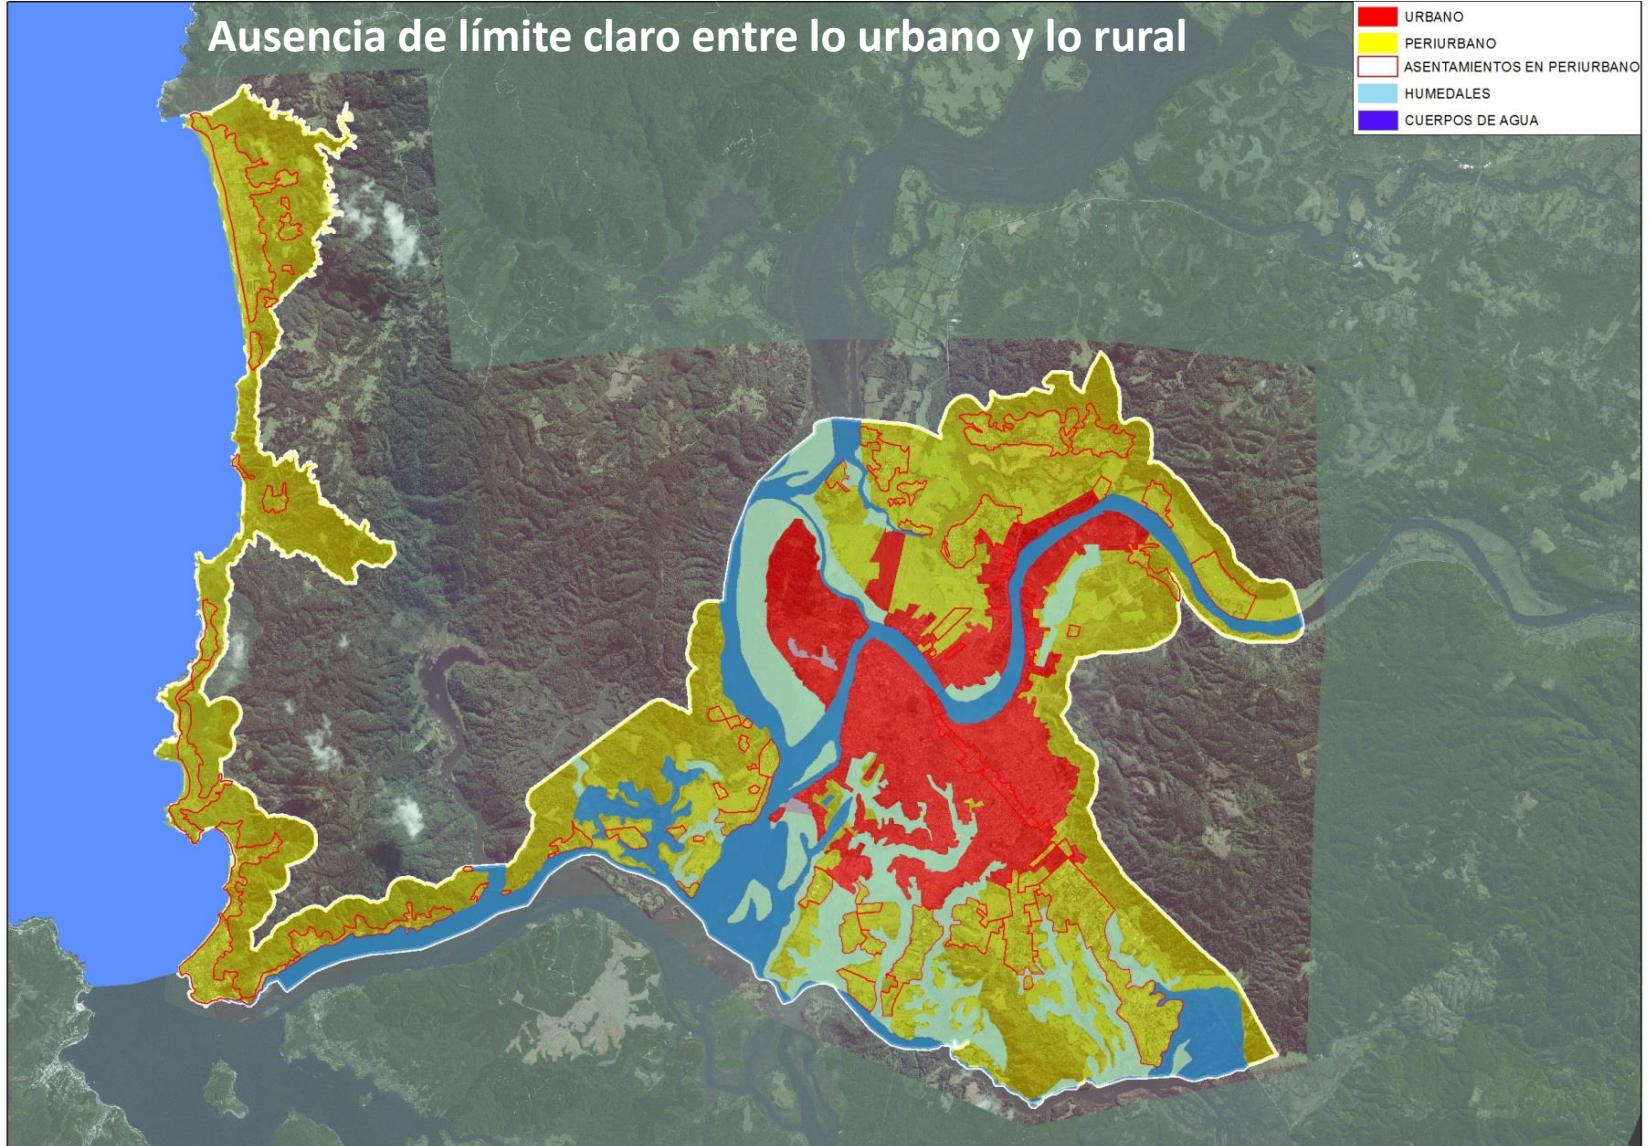 Ausencia de límite claro entre lo urbano y lo rural
URBANO
PERIURBANO
ASENTAMIENTOS EN PERIURBANO
HUMEDALES
CUERPOS DE AGUA